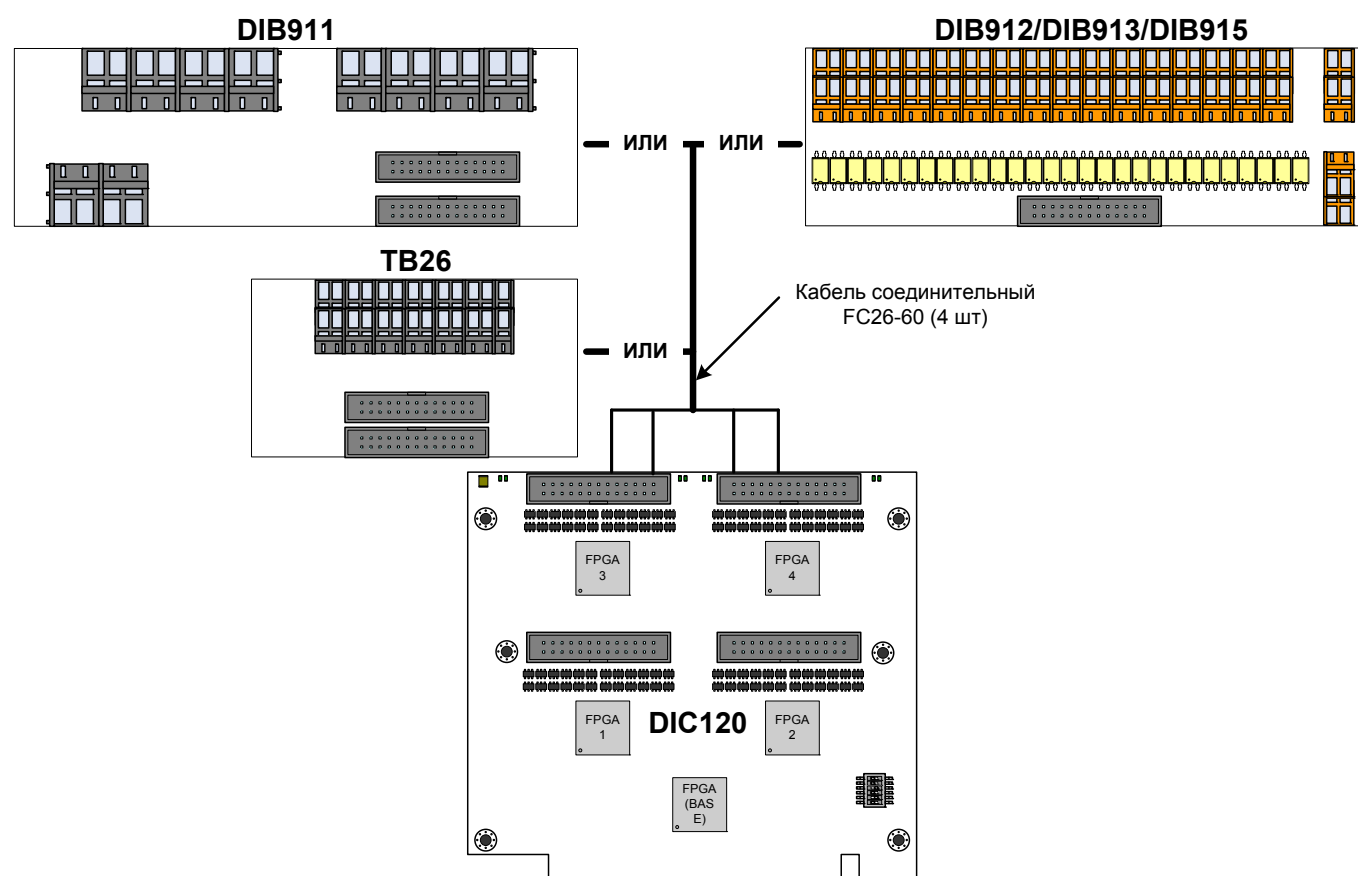 DIB911
DIB912/DIB913/DIB915
ИЛИ
ИЛИ
TB26
Кабель соединительный
FC26-60 (4 шт)
ИЛИ
FPGA
3
FPGA
4
FPGA
1
DIC120
FPGA
2
FPGA
(BAS
E)